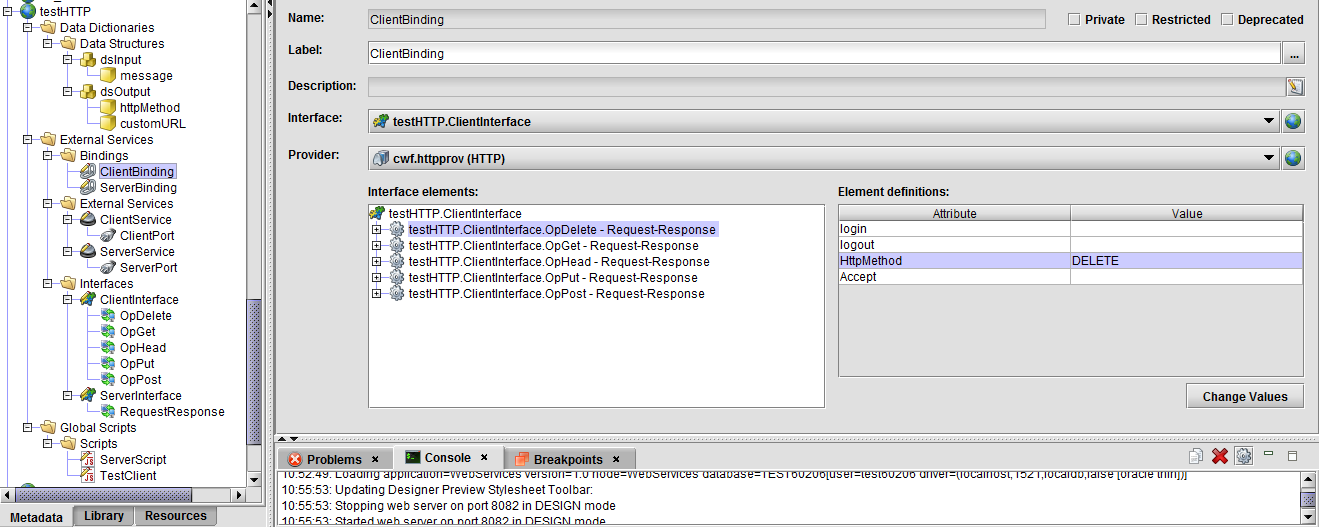 testHTTP
Data Dictionaries
Data Structures
dsInput
message
dsOutput
httpMethod
customURL
External Services
Bindings
ClientBinding
ServerBinding
External Services
ClientService
ClientPort
ServerService
ServerPort
Interfaces
ClientInterface
OpDelete
OpGet
OpHead
OpPut
OpPost
ServerInterface
RequestResponse
Global Scripts
Scripts
ServerScript
TestClient
Metadata Library Resources
Name: ClientBinding Private Restricted Deprecated
Label: ClientBinding ...
Description:
Interface: testHTTP.ClientInterface
Provider: cwf.httpprov (HTTP)
Interface elements:
testHTTP.ClientInterface
testHTTP.ClientInterface.OpDelete - Request-Response
testHTTP.ClientInterface.OpGet - Request-Response
testHTTP.ClientInterface.OpHead - Request-Response
testHTTP.ClientInterface.OpPut - Request-Response
testHTTP.ClientInterface.OpPost - Request-Response
Element definitions:
Attribute Value
login
logout
HttpMethod DELETE
Accept
Change Values
Problems Console Breakpoints
10:52:49: Loading application=WebServices version=1.0 node=WebServices database=TEST60206[user=test60206 driver=(localhost,1521,localdb,false [oracle thin])]
10:55:53: Updating Designer Preview Stylesheet Toolbar:
10:55:53: Stopping web server on port 8082 in DESIGN mode
10:55:53: Started web server on port 8082 in DESIGN mode